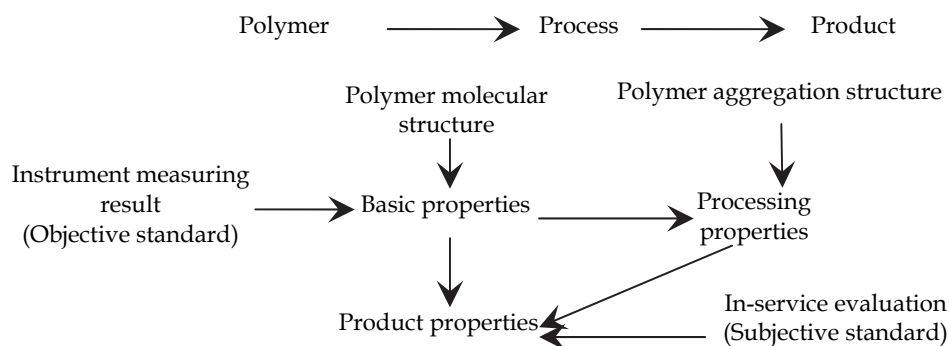 Polymer Process Product
Polymer molecular
structure
Polymer aggregation structure
Instrument measuring
result
(Objective standard)
Basic properties
Processing
properties
Product properties
In-service evaluation
(Subjective standard)